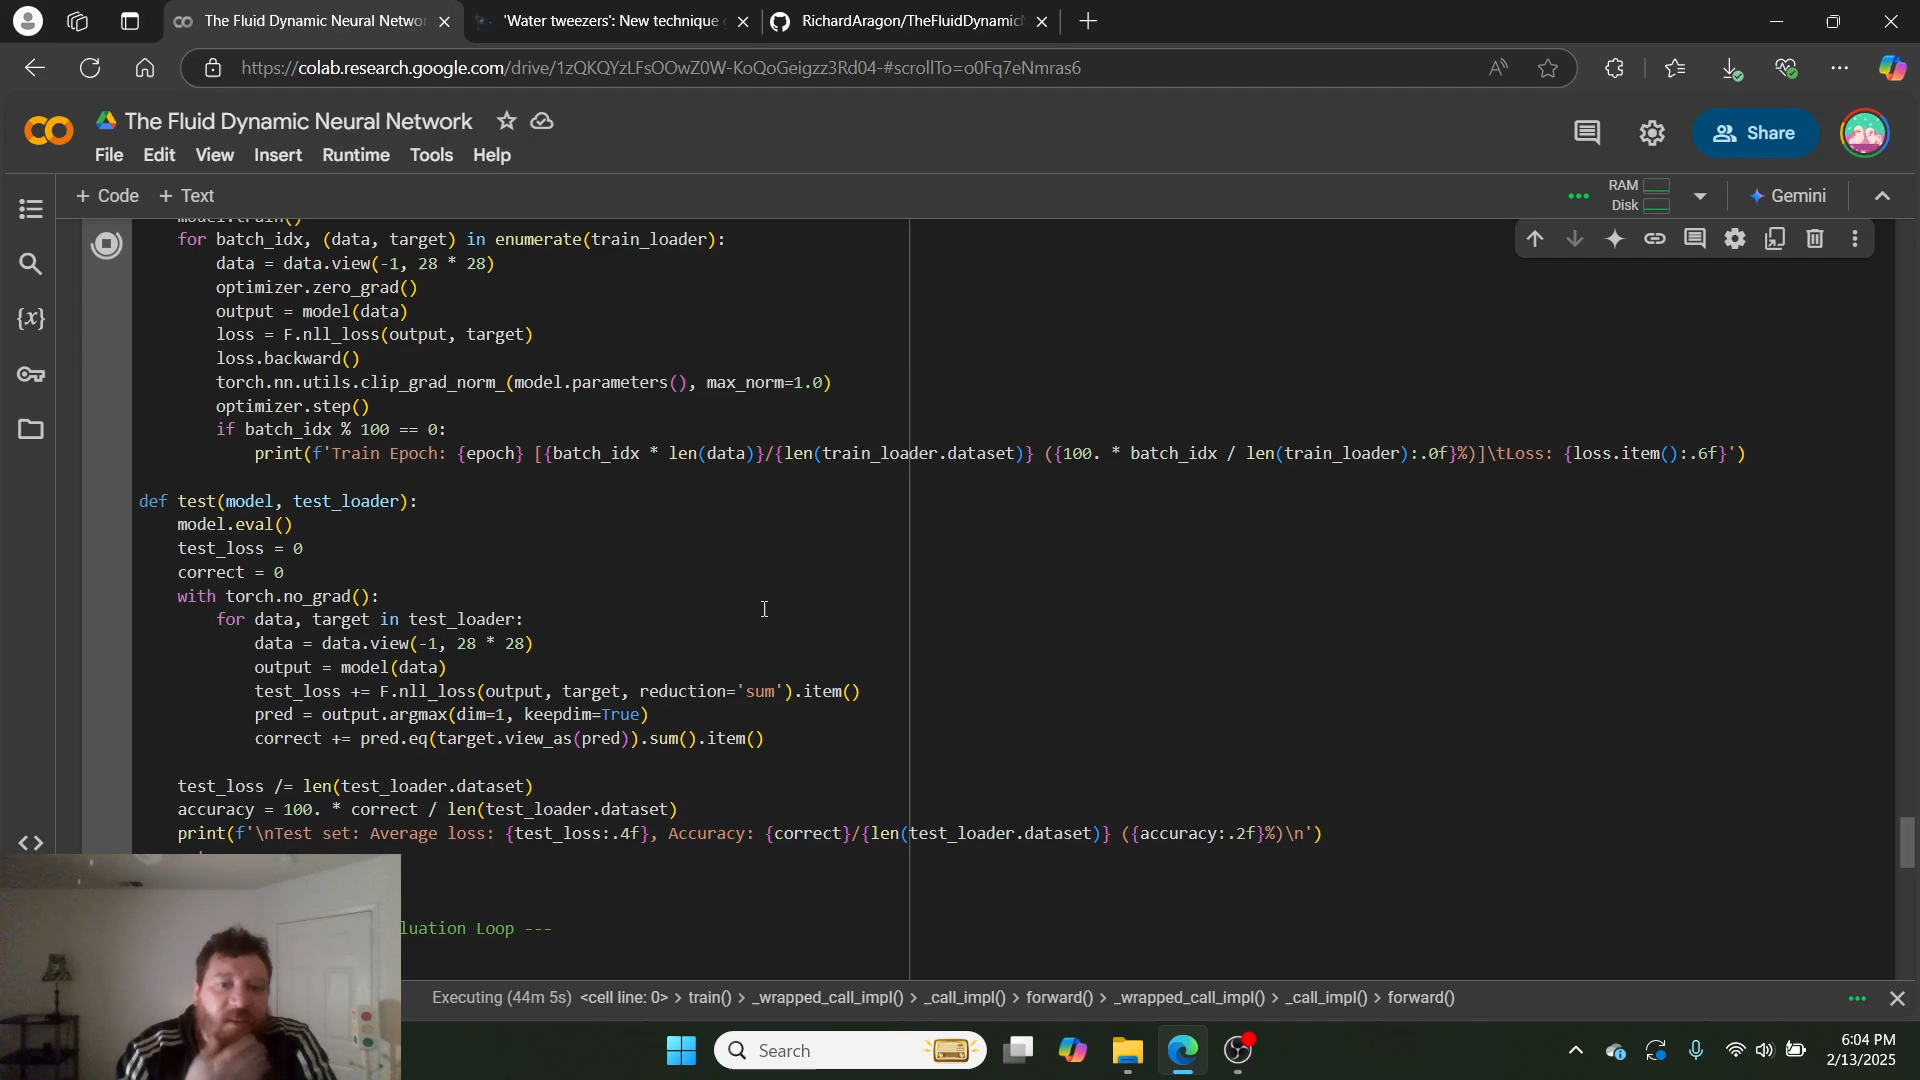 The Fluid Dynamic Neural Netwo
'Water tweezers': New technique
RichardAragon/TheFluidDynamic
https://colab.research.google.com/drive/1zQKQYzLFsOOwZ0W-KoQoGeigzz3Rd04-#scrollTo=o0Fq7eNmras6
The Fluid Dynamic Neural Network
Share
File Edit View Insert Runtime Tools Help
+ Code + Text
RAM
Disk
Gemini
model.train()
for batch_idx, (data, target) in enumerate(train_loader):
data = data.view(-1, 28 * 28)
optimizer.zero_grad()
output = model(data)
loss = F.nll_loss(output, target)
loss.backward()
torch.nn.utils.clip_grad_norm_(model.parameters(), max_norm=1.0)
optimizer.step()
if batch_idx % 100 == 0:
print(f'Train Epoch: {epoch} [{batch_idx * len(data)}/{len(train_loader.dataset)} ({100. * batch_idx / len(train_loader):.0f}%)]\tLoss: {loss.item():.6f}')
def test(model, test_loader):
model.eval()
test_loss = 0
correct = 0
with torch.no_grad():
for data, target in test_loader:
data = data.view(-1, 28 * 28)
output = model(data)
test_loss += F.nll_loss(output, target, reduction='sum').item()
pred = output.argmax(dim=1, keepdim=True)
correct += pred.eq(target.view_as(pred)).sum().item()
test_loss /= len(test_loader.dataset)
accuracy = 100. * correct / len(test_loader.dataset)
print(f'\nTest set: Average loss: {test_loss:.4f}, Accuracy: {correct}/{len(test_loader.dataset)} ({accuracy:.2f}%)\n')
luation Loop ---
Executing (44m 5s) <cell line: 0> > train() > _wrapped_call_impl() > _call_impl() > forward() > _wrapped_call_impl() > _call_impl() > forward()
Search
6:04 PM
2/13/2025